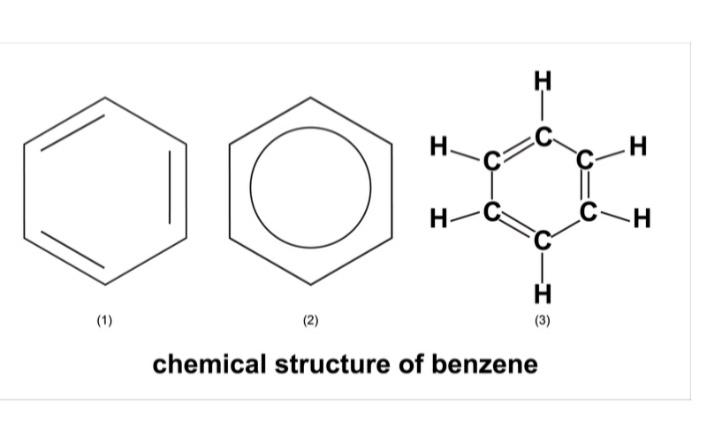 H
C
H C C H
H C C H
C
H
(1) (2) (3)
chemical structure of benzene